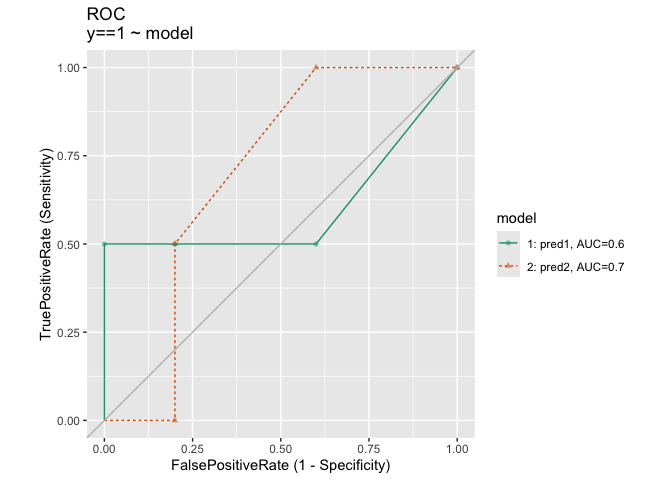 ROC
y==1 ~ model
1.00
0.75
0.50
0.25
0.00
TruePositiveRate (Sensitivity)
0.00 0.25 0.50 0.75 1.00
FalsePositiveRate (1 - Specificity)
model
1: pred1, AUC=0.6
2: pred2, AUC=0.7